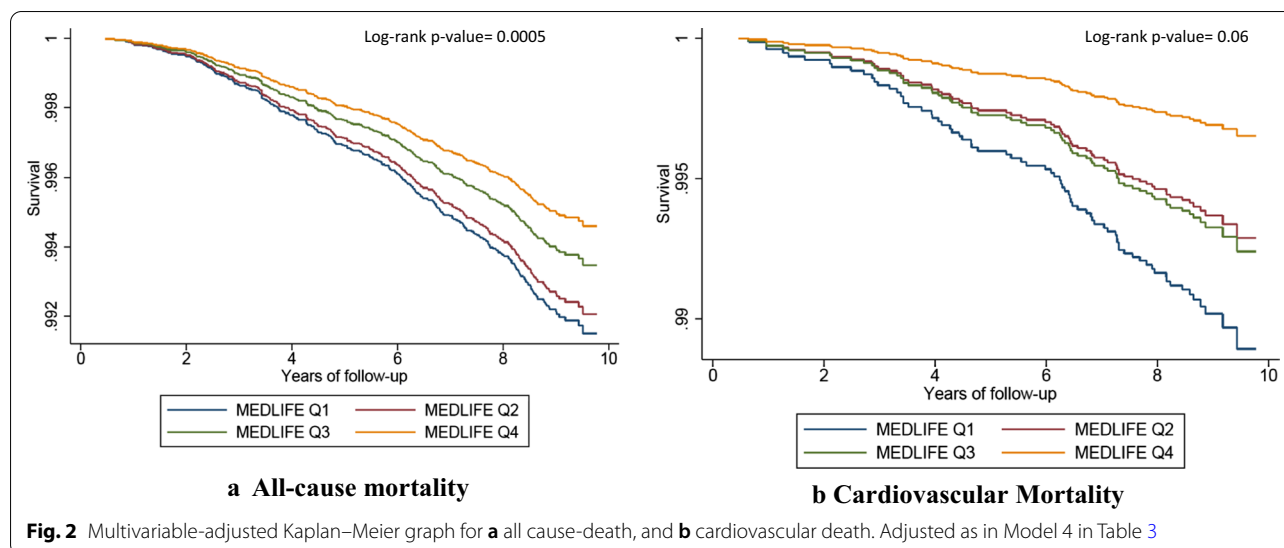 Log-rank p-value= 0.0005
Survival
1
.998
.996
.994
.992
0 2 4 6 8 10
Years of follow-up
MEDLIFE Q1 MEDLIFE Q2
MEDLIFE Q3 MEDLIFE Q4
a All-cause mortality
Log-rank p-value= 0.06
Survival
1
.995
.99
0 2 4 6 8 10
Years of follow-up
MEDLIFE Q1 MEDLIFE Q2
MEDLIFE Q3 MEDLIFE Q4
b Cardiovascular Mortality
Fig. 2 Multivariable-adjusted Kaplan–Meier graph for a all cause-death, and b cardiovascular death. Adjusted as in Model 4 in Table 3